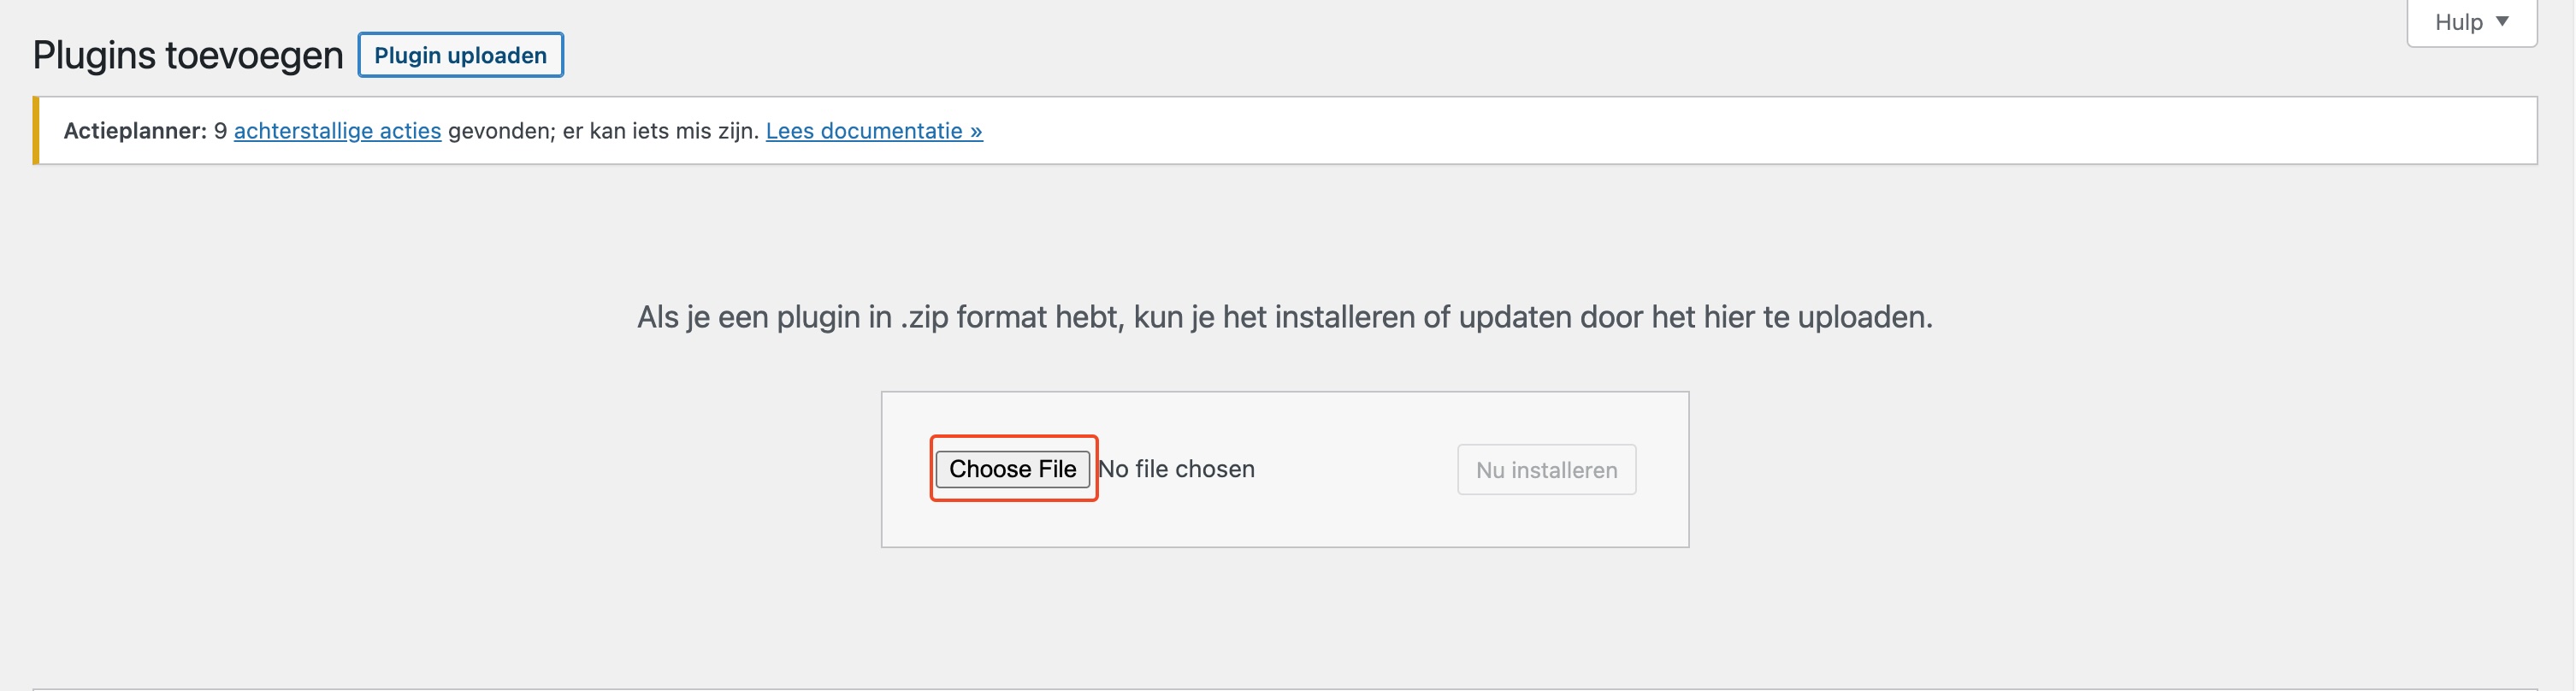 Hulp ▼
Plugins toevoegen Plugin uploaden
Actieplanner: 9 achterstallige acties gevonden; er kan iets mis zijn. Lees documentatie »
Als je een plugin in .zip format hebt, kun je het installeren of updaten door het hier te uploaden.
Choose File No file chosen Nu installeren